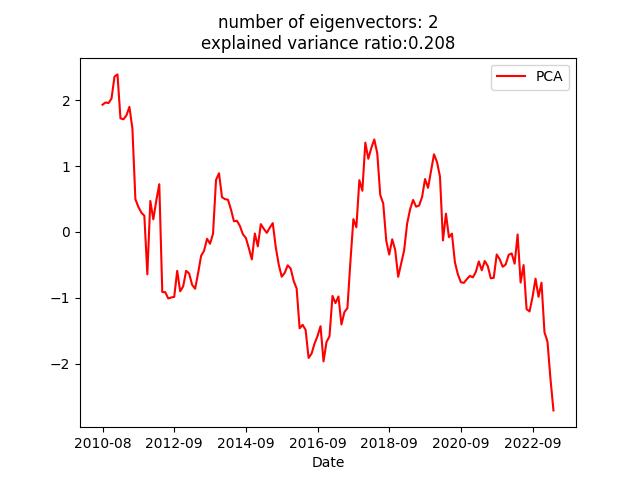 number of eigenvectors: 2
explained variance ratio:0.208
PCA
2
1
0
−1
−2
2010-08 2012-09 2014-09 2016-09 2018-09 2020-09 2022-09
Date